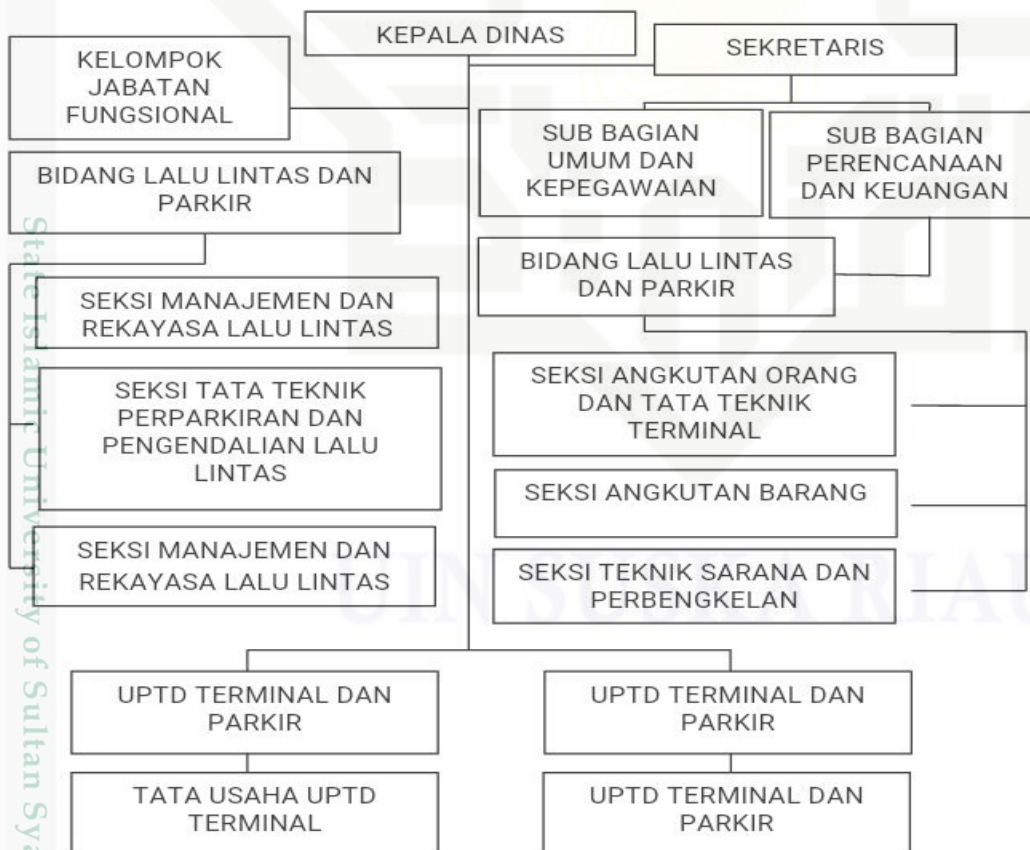 KEPALA DINAS
SEKRETARIS
KELOMPOK
JABATAN
FUNGSIONAL
SUB BAGIAN
UMUM DAN
KEPEGAWAIAN
SUB BAGIAN
PERENCANAAN
DAN KEUANGAN
BIDANG LALU LINTAS DAN
PARKIR
BIDANG LALU LINTAS
DAN PARKIR
SEKSI MANAJEMEN DAN
REKAYASA LALU LINTAS
SEKSI TATA TEKNIK
PERPARKIRAN DAN
PENGENDALIAN LALU
LINTAS
SEKSI MANAJEMEN DAN
REKAYASA LALU LINTAS
SEKSI ANGKUTAN ORANG
DAN TATA TEKNIK
TERMINAL
SEKSI ANGKUTAN BARANG
SEKSI TEKNIK SARANA DAN
PERBENGKELAN
UPTD TERMINAL DAN
PARKIR
UPTD TERMINAL DAN
PARKIR
TATA USAHA UPTD
TERMINAL
UPTD TERMINAL DAN
PARKIR
State Islamic University of Sultan Sya
UIN SUSKA RIAU